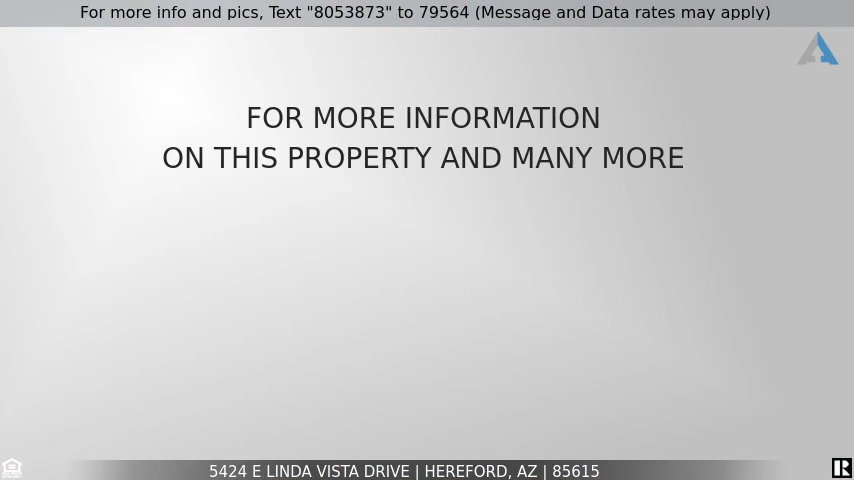 For more info and pics, Text "8053873" to 79564 (Message and Data rates may apply)
FOR MORE INFORMATION
ON THIS PROPERTY AND MANY MORE
5424 E LINDA VISTA DRIVE | HEREFORD, AZ | 85615